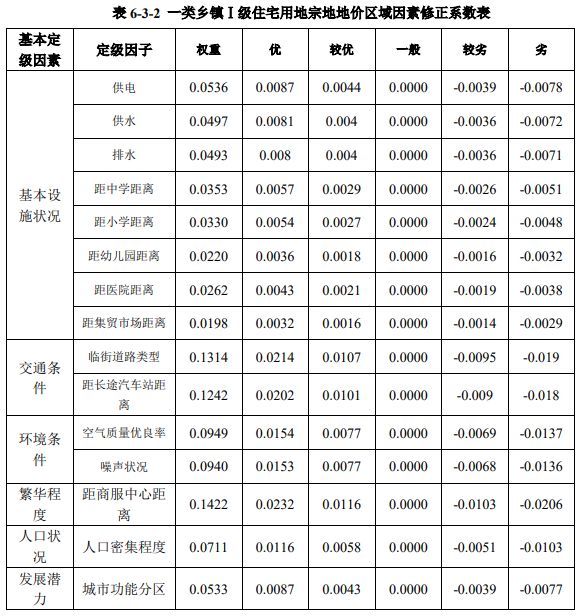 表 6-3-2 一类乡镇Ⅰ级住宅用地宗地地价区域因素修正系数表
基本定级因素 定级因子 权重 优 较优 一般 较劣 劣
基本设施状况 供电 0.0536 0.0087 0.0044 0.0000 -0.0039 -0.0078
供水 0.0497 0.0081 0.004 0.0000 -0.0036 -0.0072
排水 0.0493 0.008 0.004 0.0000 -0.0036 -0.0071
距中学距离 0.0353 0.0057 0.0029 0.0000 -0.0026 -0.0051
距小学距离 0.0330 0.0054 0.0027 0.0000 -0.0024 -0.0048
距幼儿园距离 0.0220 0.0036 0.0018 0.0000 -0.0016 -0.0032
距医院距离 0.0262 0.0043 0.0021 0.0000 -0.0019 -0.0038
距集贸市场距离 0.0198 0.0032 0.0016 0.0000 -0.0014 -0.0029
交通条件 临街道路类型 0.1314 0.0214 0.0107 0.0000 -0.0095 -0.019
距长途汽车站距离 0.1242 0.0202 0.0101 0.0000 -0.009 -0.018
环境条件 空气质量优良率 0.0949 0.0154 0.0077 0.0000 -0.0069 -0.0137
噪声状况 0.0940 0.0153 0.0077 0.0000 -0.0068 -0.0136
繁华程度 距商服中心距离 0.1422 0.0232 0.0116 0.0000 -0.0103 -0.0206
人口状况 人口密集程度 0.0711 0.0116 0.0058 0.0000 -0.0051 -0.0103
发展潜力 城市功能分区 0.0533 0.0087 0.0043 0.0000 -0.0039 -0.0077